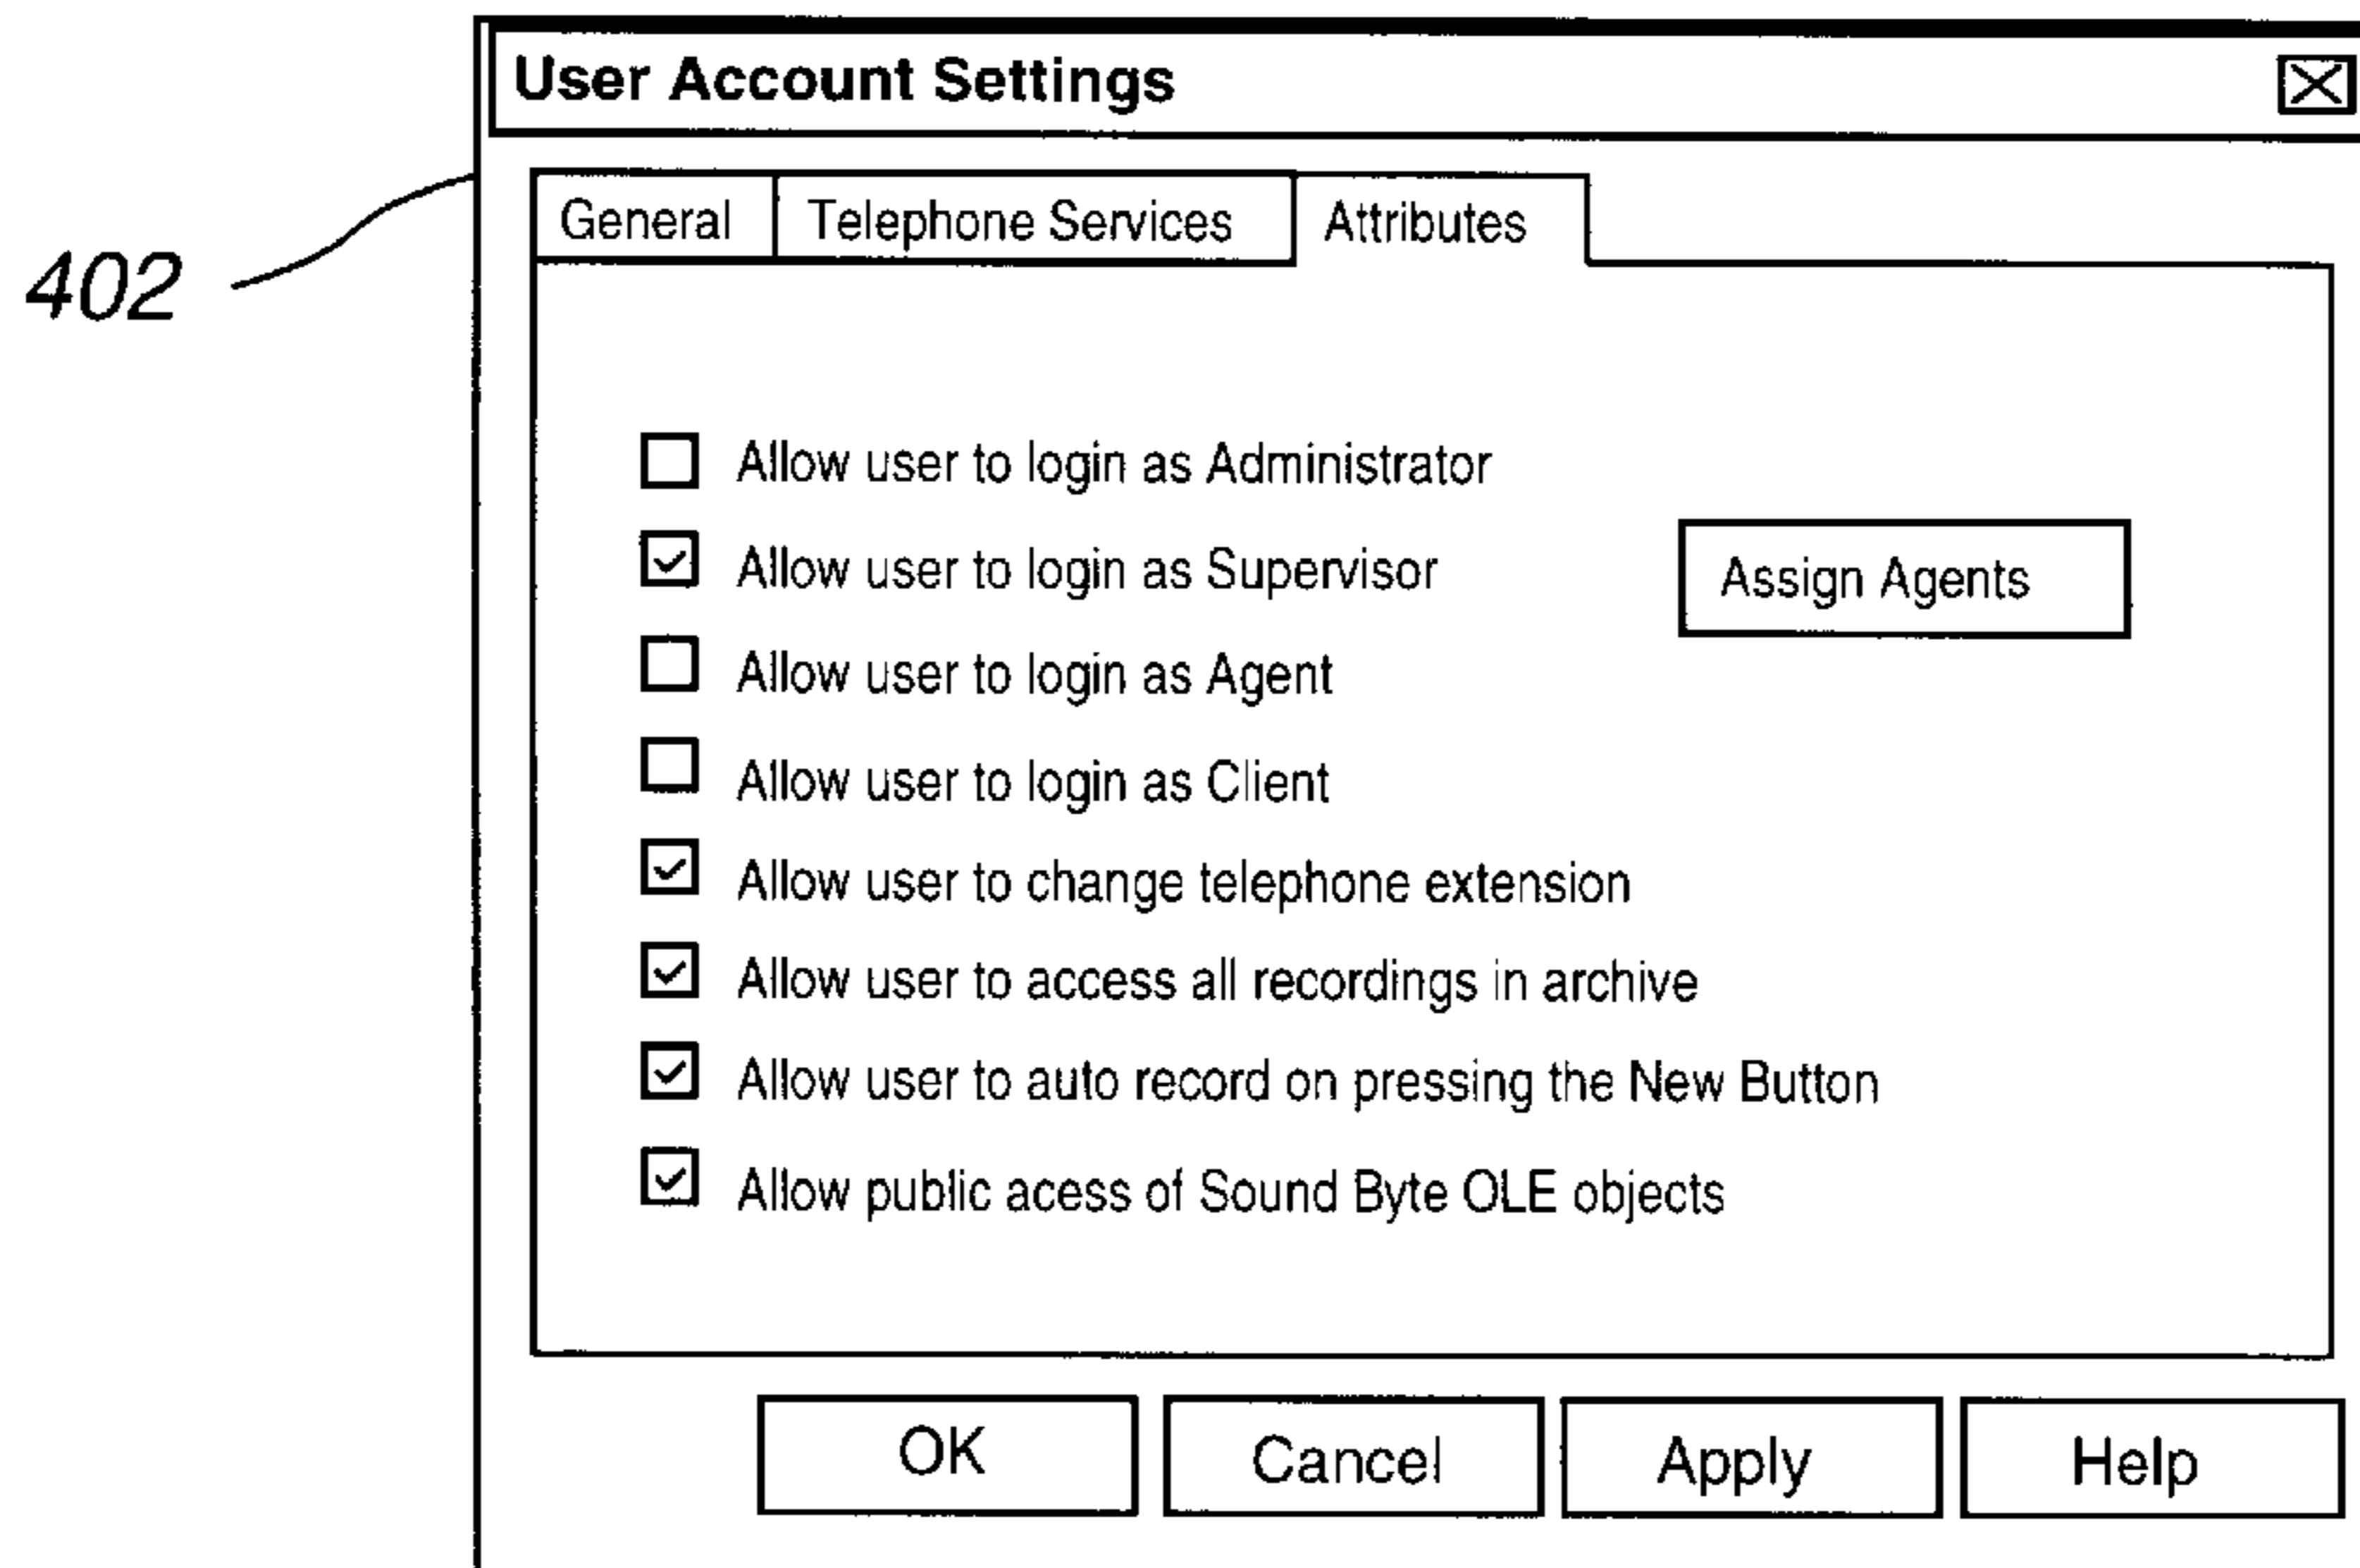 User Account Settings
General Telephone Services Attributes
402
Allow user to login as Administrator
Allow user to login as Supervisor
Assign Agents
Allow user to login as Agent
Allow user to login as Client
Allow user to change telephone extension
Allow user to access all recordings in archive
Allow user to auto record on pressing the New Button
Allow public acess of Sound Byte OLE objects
OK Cancel Apply Help